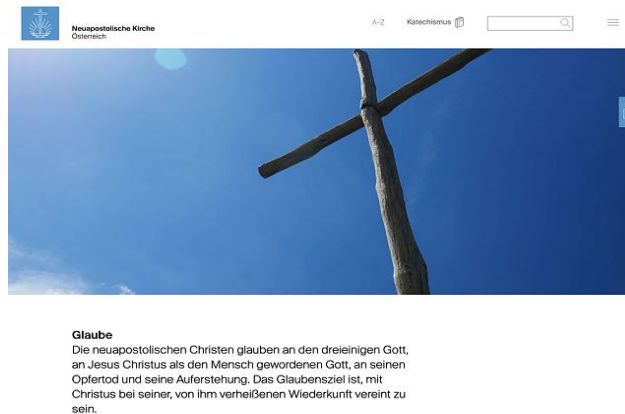 Neuapostolische Kirche
Österreich
A–Z
Katechismus
Glaube
Die neuapostolischen Christen glauben an den dreieinigen Gott,
an Jesus Christus als den Mensch gewordenen Gott, an seinen
Opfertod und seine Auferstehung. Das Glaubensziel ist, mit
Christus bei seiner, von ihm verheißenen Wiederkunft vereint zu
sein.